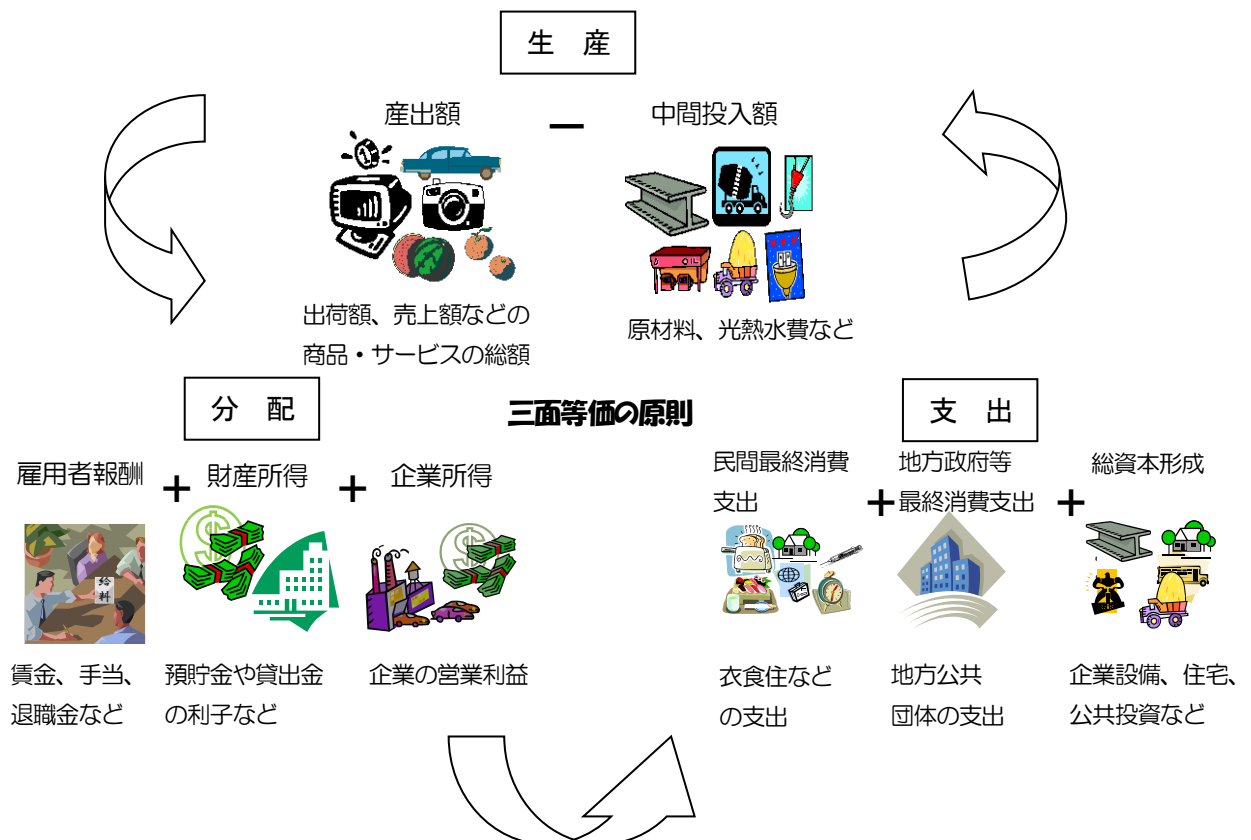 生 産
産出額
ー
中間投入額
出荷額、売上額などの
商品・サービスの総額
原材料、光熱水費など
分 配
三面等価の原則
支 出
雇用者報酬
+
財産所得
+
企業所得
給料
賃金、手当、
退職金など
預貯金や貸出金
の利子など
企業の営業利益
民間最終消費
支出
+
地方政府等
最終消費支出
+
総資本形成
衣食住など
の支出
地方公共
団体の支出
企業設備、住宅、
公共投資など